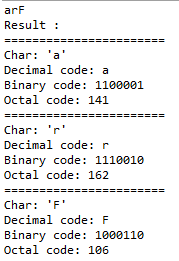 arF
Result :
=======================
Char: 'a'
Decimal code: a
Binary code: 1100001
Octal code: 141
=======================
Char: 'r'
Decimal code: r
Binary code: 1110010
Octal code: 162
=======================
Char: 'F'
Decimal code: F
Binary code: 1000110
Octal code: 106